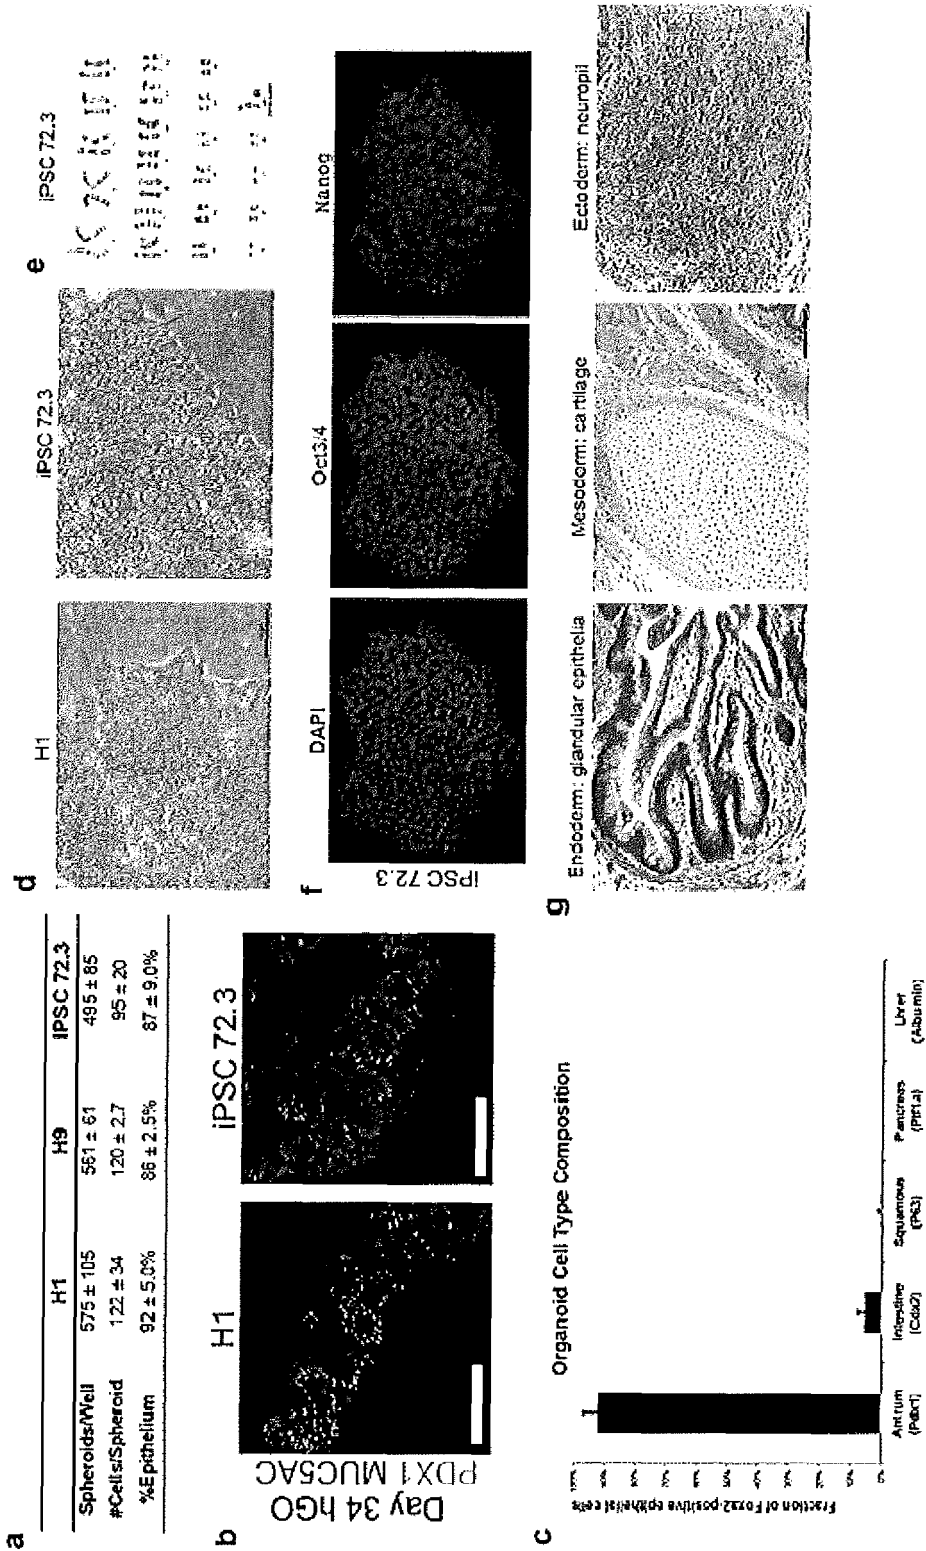 a
H1 H9 iPSC 72.3
Spheroids/Well 575 ± 105 561 ± 61 495 ± 85
#Cells/Spheroid 122 ± 34 120 ± 2.7 95 ± 20
%Epithelium 92 ± 5.0% 86 ± 2.5% 87 ± 9.0%
b
H1
iPSC 72.3
Day 34 hGO
PDX1 MUC5AC
c
Organoid Cell Type Composition
Fraction of Foxa2-positive epithelial cells
Antrum
(Pdx1)
Intestine
(Cdx2)
Squamous
(P63)
Pancreas
(Ptf1a)
Liver
(Albumin)
d
H1
iPSC 72.3
e
iPSC 72.3
f
iPSC 72.3
DAPI
Oct3/4
Nanog
g
Endoderm: glandular epithelia
Mesoderm: cartilage
Ectoderm: neuropil